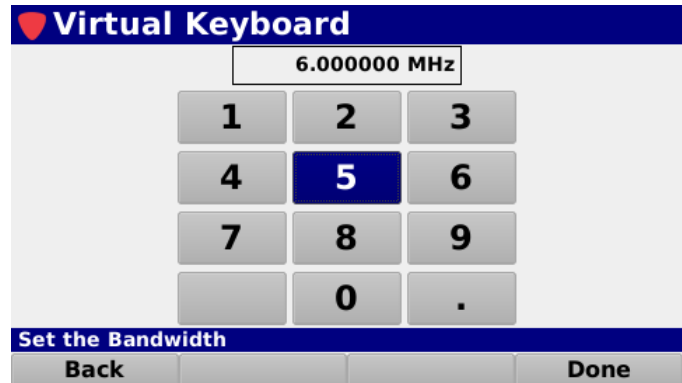 Virtual Keyboard
6.000000 MHz
1 2 3
4 5 6
7 8 9
0 .
Set the Bandwidth
Back Done